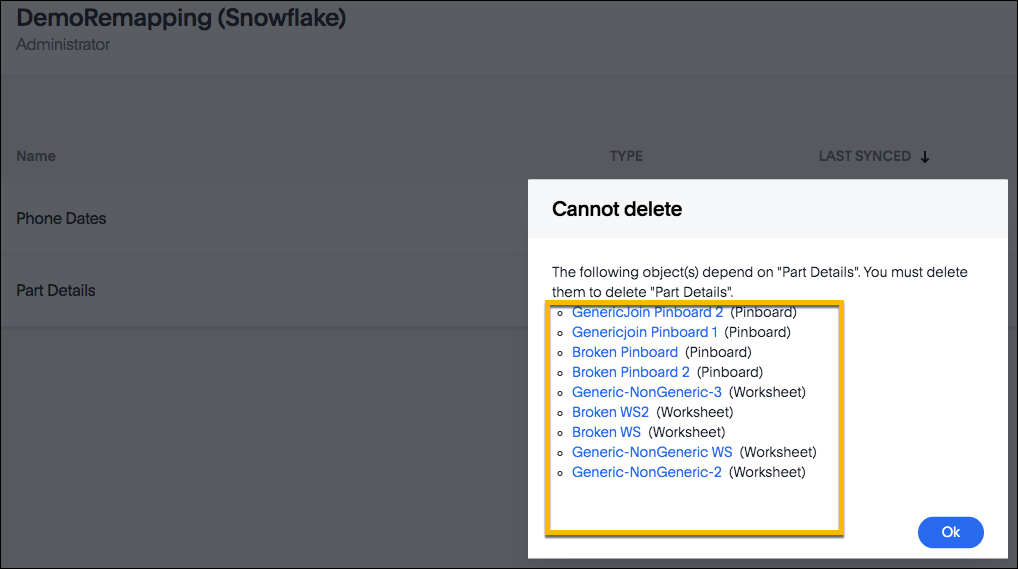 DemoRemapping (Snowflake)
Administrator
Name TYPE LAST SYNCED
Phone Dates
Part Details
Cannot delete
The following object(s) depend on "Part Details". You must delete
them to delete "Part Details".
GenericJoin Pinboard 2 (Pinboard)
Genericjoin Pinboard 1 (Pinboard)
Broken Pinboard (Pinboard)
Broken Pinboard 2 (Pinboard)
Generic-NonGeneric-3 (Worksheet)
Broken WS2 (Worksheet)
Broken WS (Worksheet)
Generic-NonGeneric WS (Worksheet)
Generic-NonGeneric-2 (Worksheet)
Ok